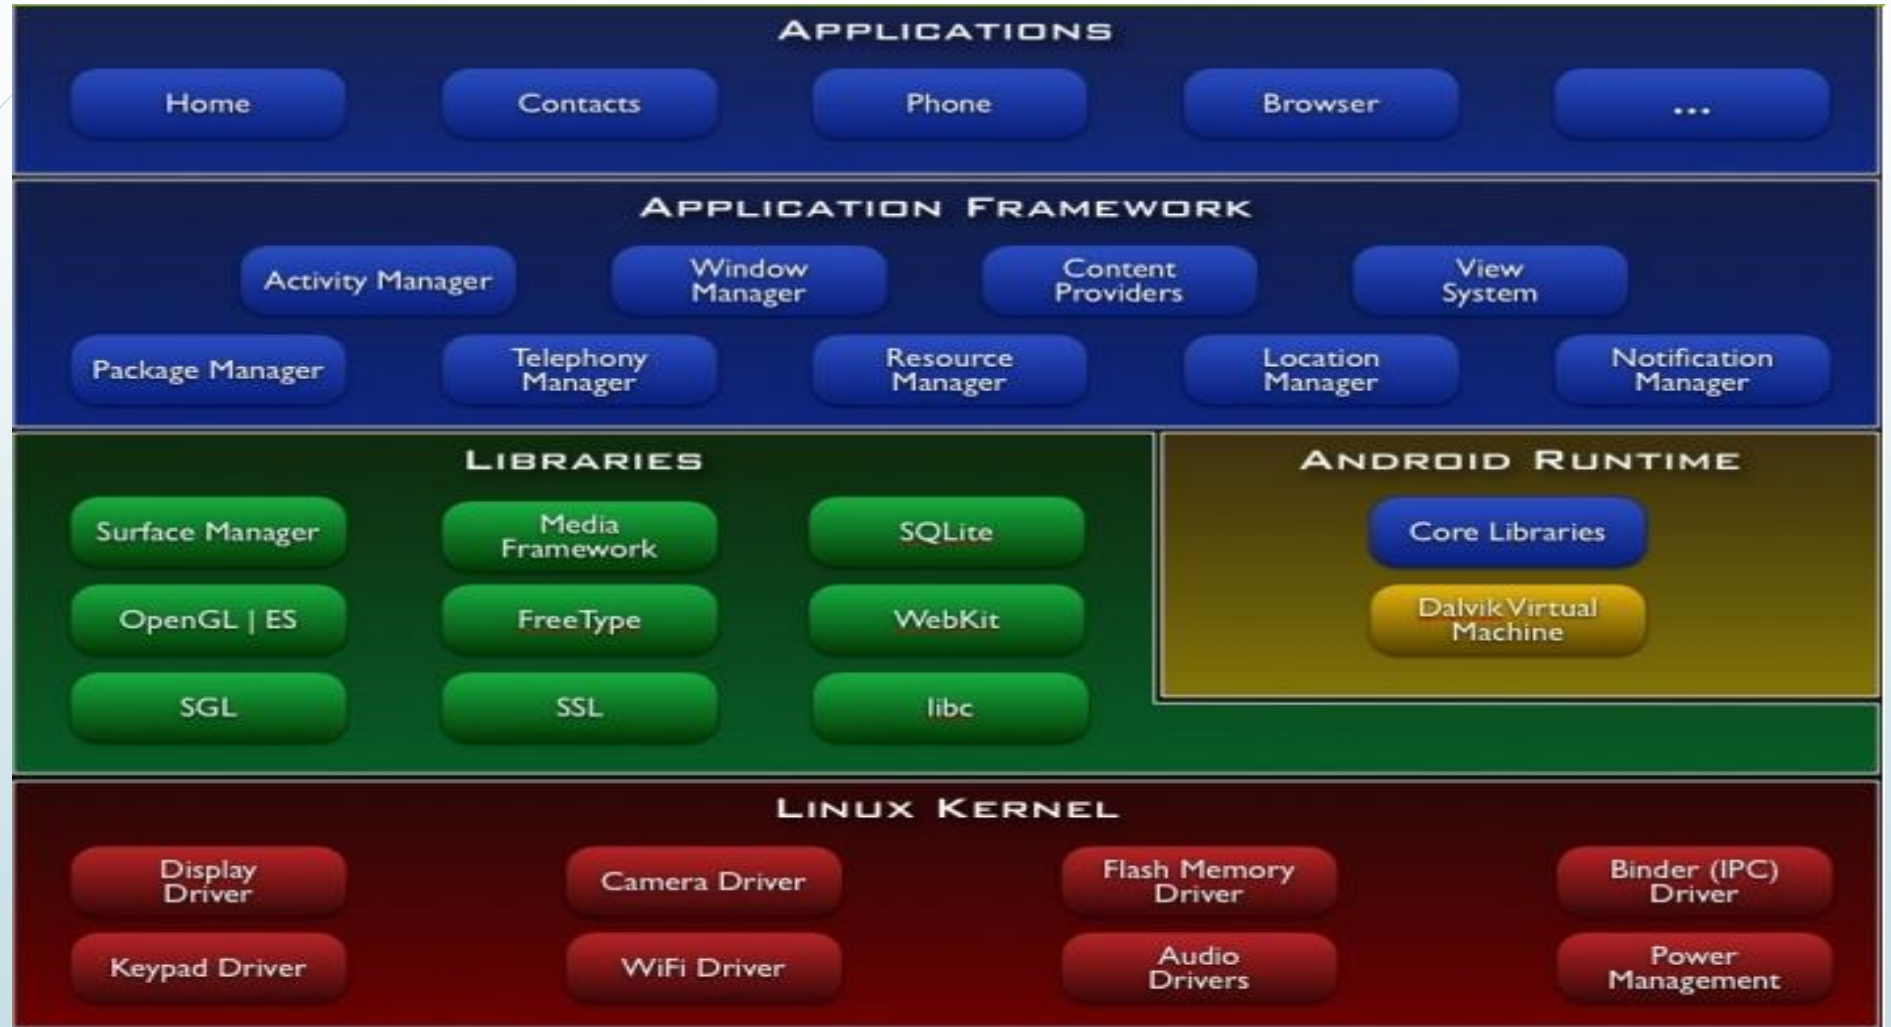 APPLICATIONS
Home
Contacts
Phone
Browser
...
APPLICATION FRAMEWORK
Activity Manager
Window
Manager
Content
Providers
View
System
Package Manager
Telephony
Manager
Resource
Manager
Location
Manager
Notification
Manager
LIBRARIES
Surface Manager
Media
Framework
SQLite
OpenGL | ES
FreeType
WebKit
SGL
SSL
libc
ANDROID RUNTIME
Core Libraries
Dalvik Virtual
Machine
LINUX KERNEL
Display
Driver
Camera Driver
Flash Memory
Driver
Binder (IPC)
Driver
Keypad Driver
WiFi Driver
Audio
Drivers
Power
Management